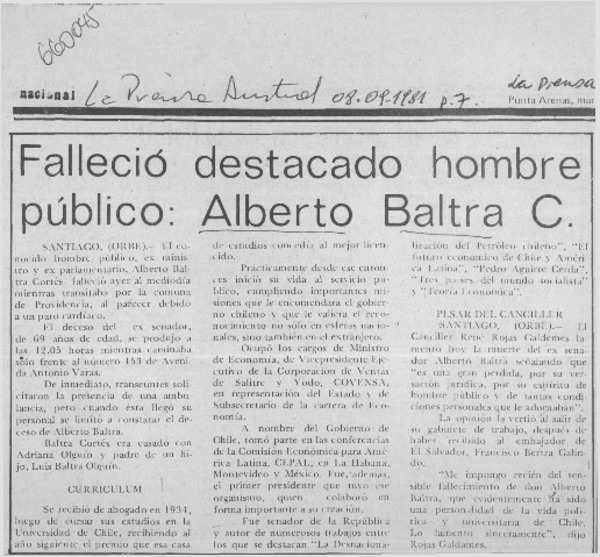 660045
nacional La Prensa Austral 08.09.1981 p.7. La Prensa
Punta Arenas, mar
Falleció destacado hombre
público: Alberto Baltra C.
SANTIAGO, (ORBE).— El co-
nocido hombre público, ex minis-
tro y ex parlamentario, Alberto Bal-
tra Cortés falleció ayer al mediodía
mientras transitaba por la comuna
de Providencia, al parecer debido
a un paro cardíaco.
El deceso del ex senador,
de 69 años de edad, se produjo a
las 12.05 horas mientras caminaba
solo frente al número 153 de Aveni-
da Antonio Varas.
De inmediato, transeúntes soli-
citaron la presencia de una ambu-
lancia, pero cuando ésta llegó su
personal se limitó a constatar el de-
ceso de Alberto Baltra.
Baltra Cortés era casado con
Adriana Olguín y padre de un hi-
jo, Luis Baltra Olguín.
CURRICULUM
Se recibió de abogado en 1934,
luego de cursar sus estudios en la
Universidad de Chile, recibiendo al
año siguiente el premio que esa casa
de estudios concedía al mejor licen-
ciado.
Prácticamente desde ese enton-
ces inició su vida al servicio pú-
blico, cumpliendo importantes mi-
siones que le encomendara el gobier-
no chileno y que le valiera el reco-
nocimiento no sólo en esferas nacio-
nales, sino también en el extranjero.
Ocupó los cargos de Ministro
de Economía, de Vicepresidente Ejec-
utivo de la Corporación de Ventas
de Salitre y Yodo, COVENSA,
en representación del Estado y de
Subsecretario de la cartera de Eco-
nomía.
A nombre del Gobierno de
Chile, tomó parte en las conferencias
de la Comisión Económica para Amé-
rica Latina, CEPAL, en La Habana,
Montevideo y México. Fue, además,
el primer presidente que tuvo ese
organismo, quien colaboró en
forma importante a su creación.
Fue senador de la República
y autor de numerosos trabajos entre
los que se destacan "La Desnaciona-
lización del Petróleo chileno", "El
futuro económico de Chile y Améri-
ca Latina", "Pedro Aguirre Cerda",
"Tres países del mundo socialista"
y "Teoría Económica".
PESAR DEL CANCILLER
SANTIAGO, (ORBE).— El
Canciller René Rojas Galdames la-
mentó hoy la muerte del ex sena-
dor Alberto Baltra señalando que
"es una gran pérdida, por su ver-
sación jurídica, por su espíritu de
hombre público y de tantas condi-
ciones personales que le adornaban".
La opinión la vertió al salir de
su gabinete de trabajo, después de
haber recibido al embajador de
El Salvador, Francisco Bertra Galin-
do.
"Me impongo recién del sen-
sible fallecimiento de don Alberto
Baltra, que evidentemente ha sido
una personalidad de la vida polí-
tica y universitaria de Chile.
Lo lamento sinceramente", dijo
Rojas Galdames.